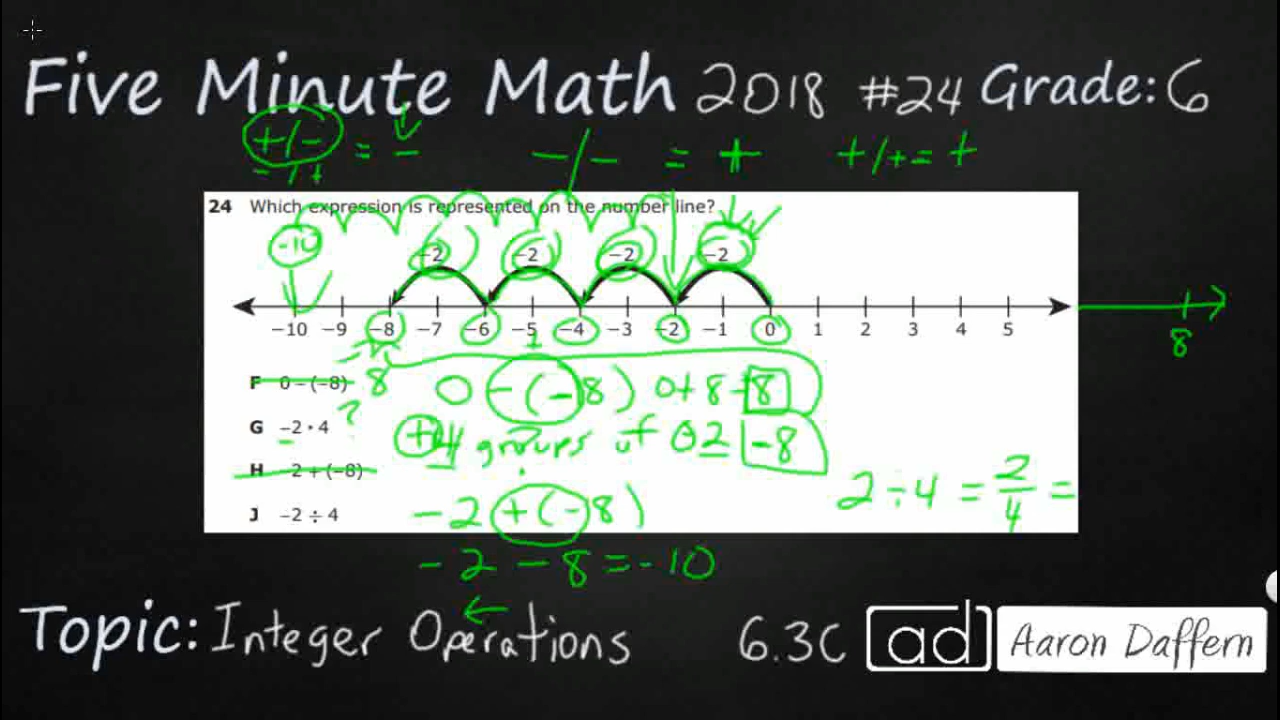 Five Minute Math 2018 #24 Grade: 6
+/- = - -/- = + +/+ = +
- / +
24 Which expression is represented on the number line?
-10 -2 -2 -2 -2
-10 -9 -8 -7 -6 -5 -4 -3 -2 -1 0 1 2 3 4 5
8
F 0 – (–8) 8 0 - (-8) 0+8=8
?
G –2 • 4 +4 groups of 2 -8
H –2 + (–8)
2 ÷ 4 = 2/4 =
J –2 ÷ 4 -2 + (-8)
-2 - 8 = -10
Topic: Integer Operations 6.3C ad Aaron Daffern